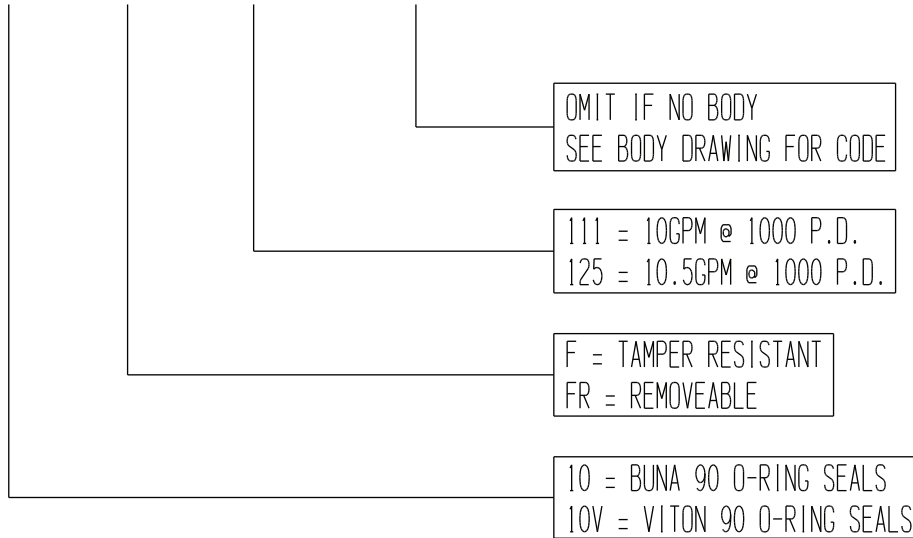 OMIT IF NO BODY
SEE BODY DRAWING FOR CODE
111 = 10GPM @ 1000 P.D.
125 = 10.5GPM @ 1000 P.D.
F = TAMPER RESISTANT
FR = REMOVEABLE
10 = BUNA 90 O-RING SEALS
10V = VITON 90 O-RING SEALS